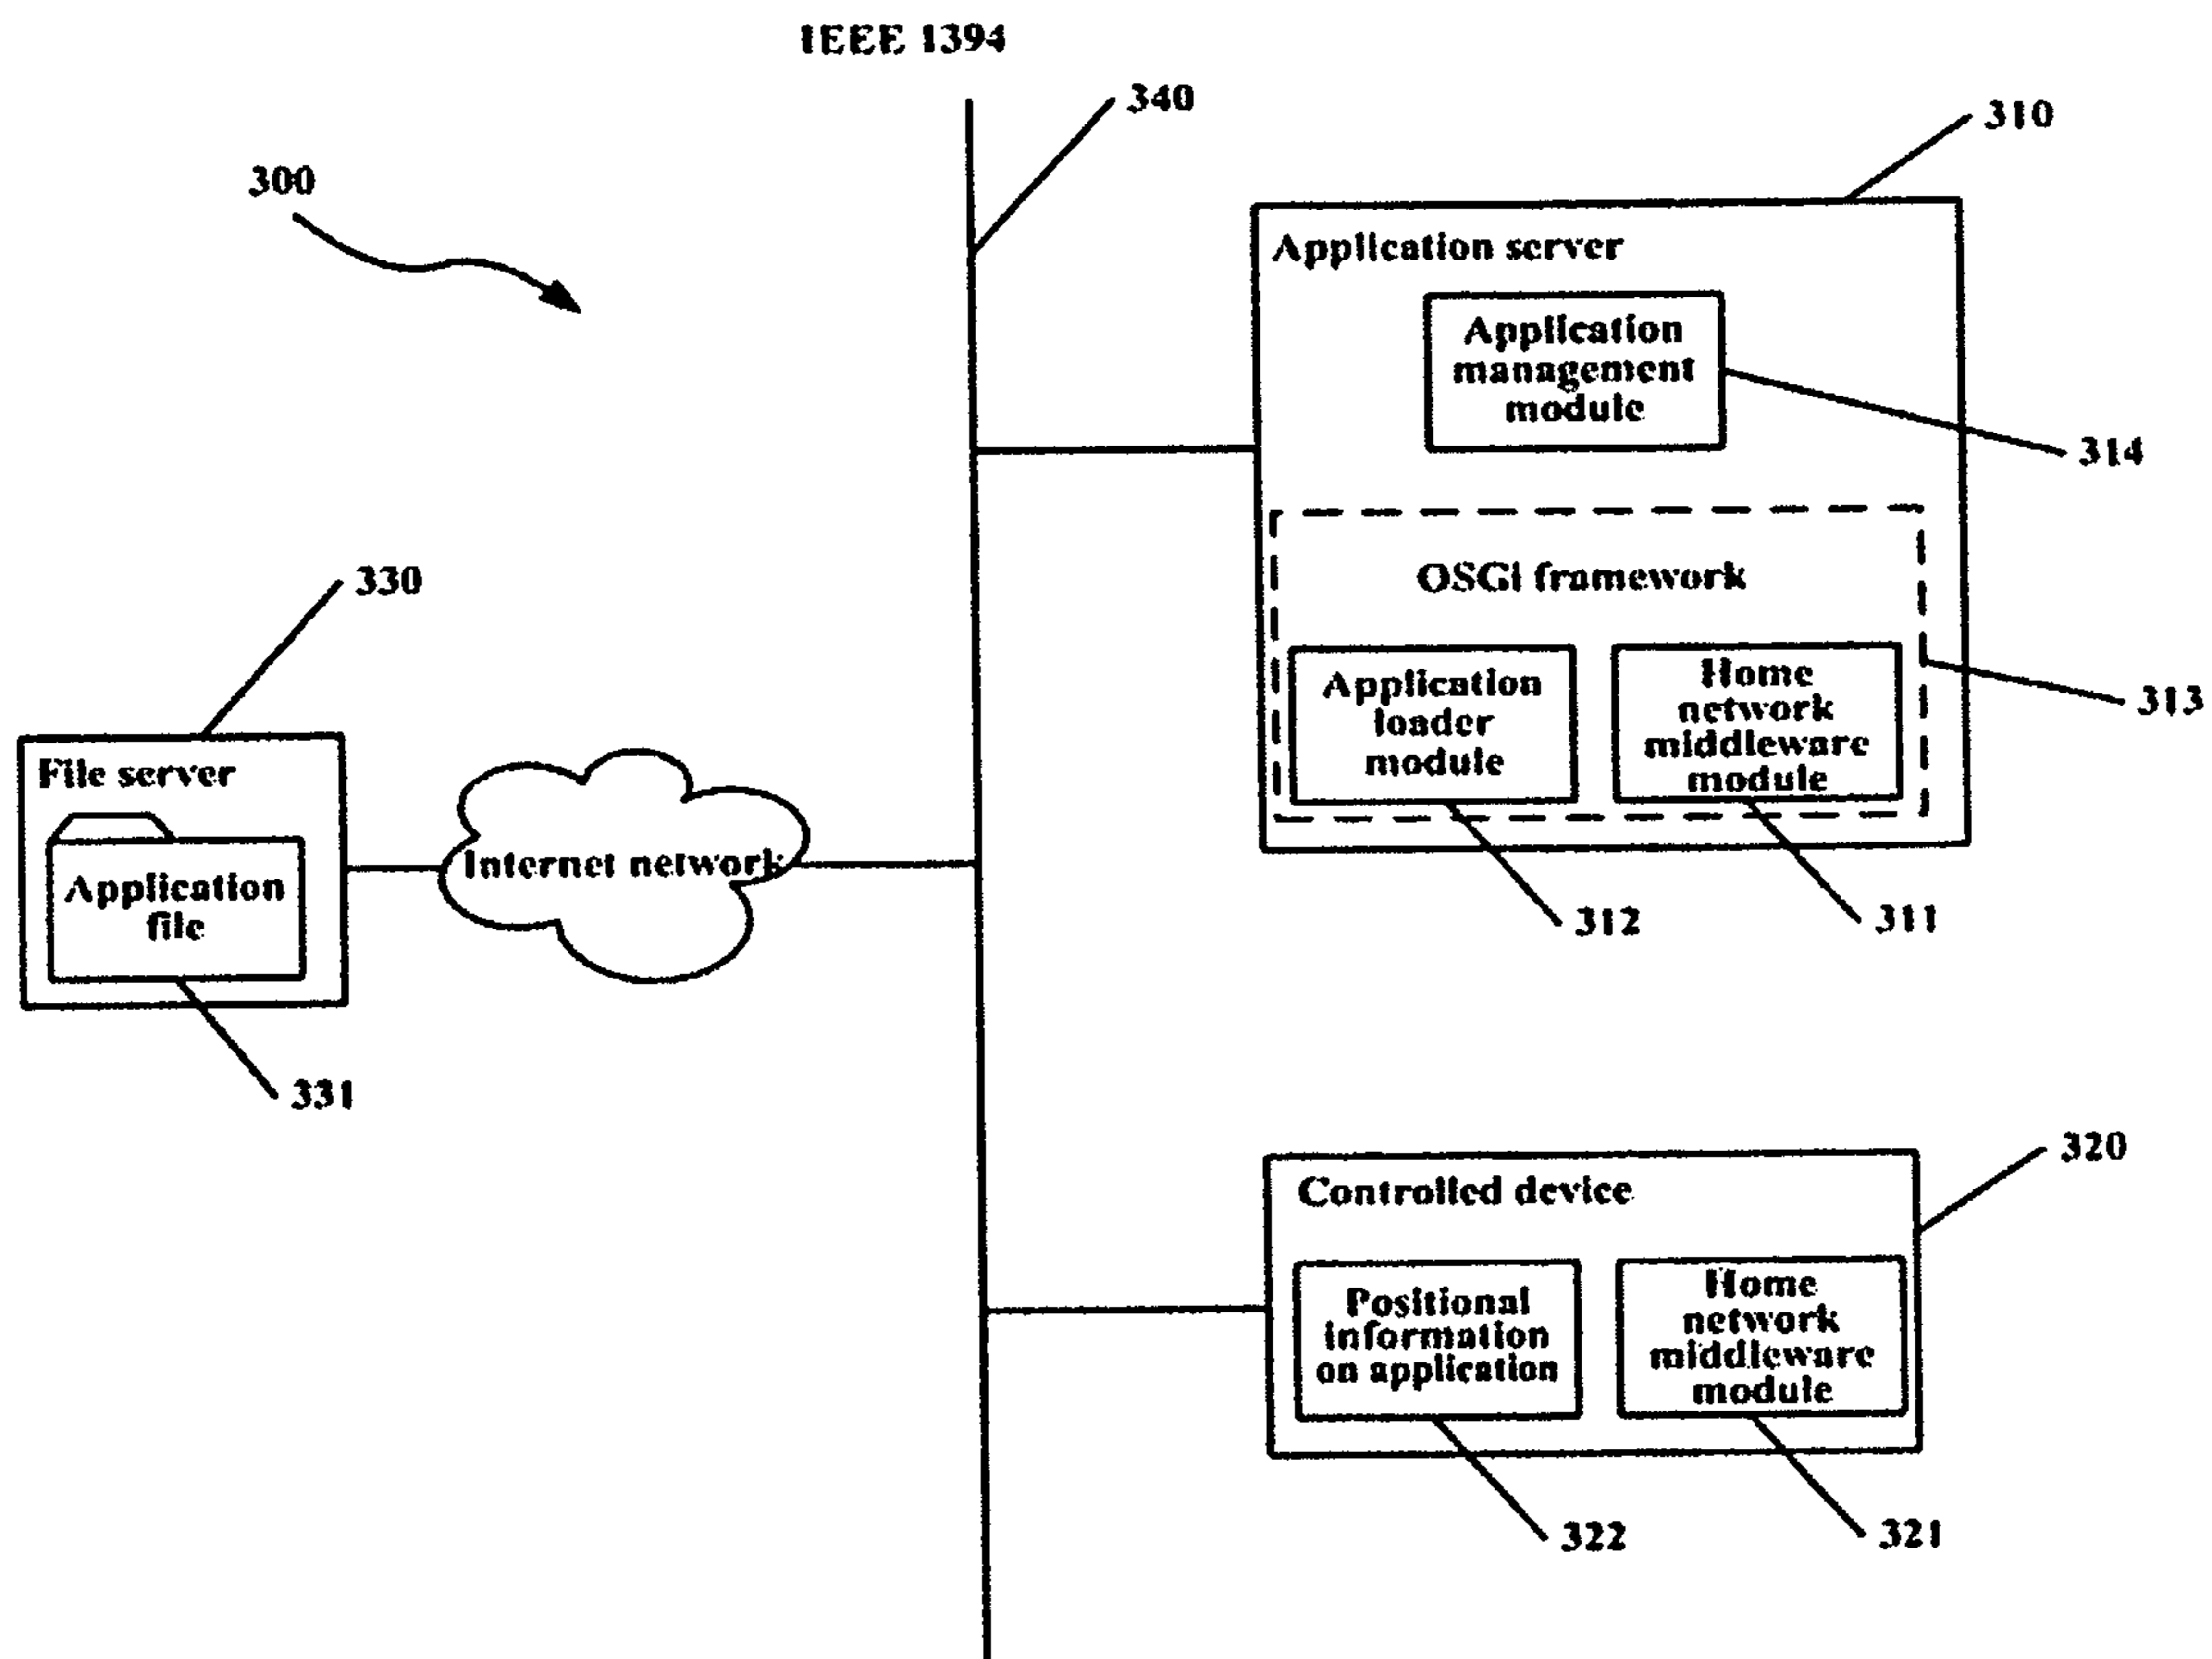 IEEE 1394
340
310
300
Application server
Application
management
module
314
OSGi framework
330
Application
loader
module
Home
network
middleware
module
313
File server
Internet network
Application
file
312
311
331
320
Controlled device
Positional
information
on application
Home
network
middleware
module
322
321